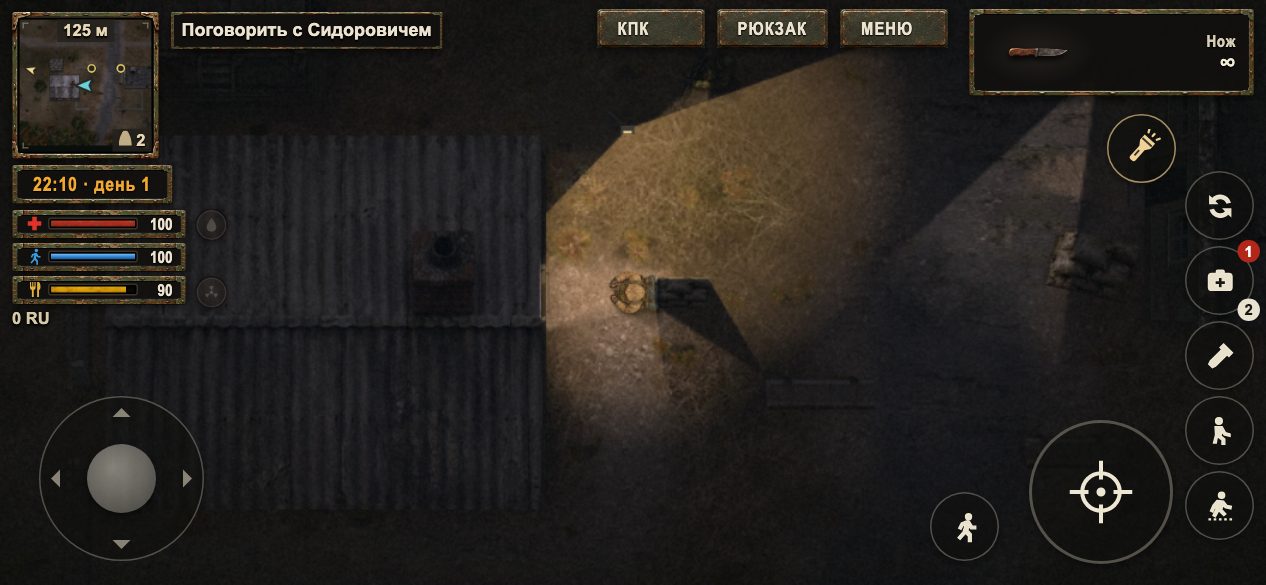 125 м
Поговорить с Сидоровичем
КПК
РЮКЗАК
МЕНЮ
Нож
∞
2
22:10 · день 1
100
100
90
0 RU
1
2